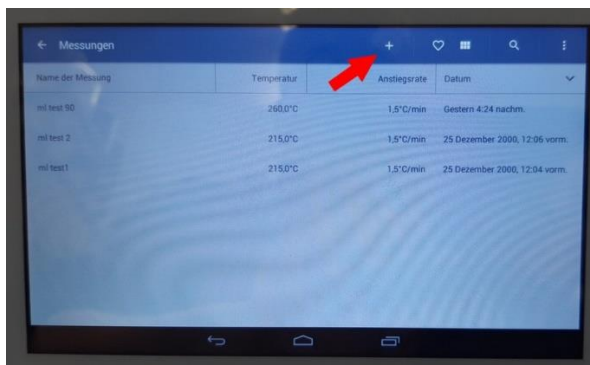 Messungen
Name der Messung Temperatur Anstiegsrate Datum
ml test 90 260,0°C 1,5°C/min Gestern 4:24 nachm.
ml test 2 215,0°C 1,5°C/min 25 Dezember 2000, 12:06 vorm.
ml test1 215,0°C 1,5°C/min 25 Dezember 2000, 12:04 vorm.